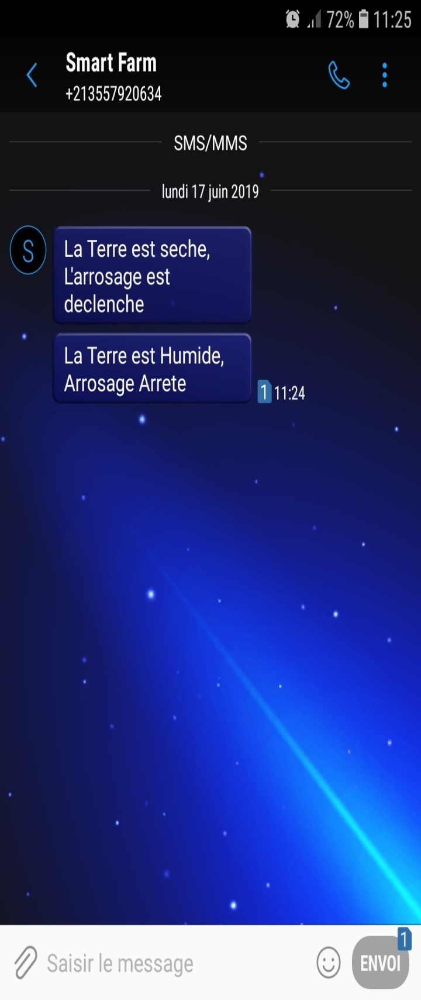 72% 11:25
Smart Farm
+213557920634
SMS/MMS
lundi 17 juin 2019
S
La Terre est seche,
L'arrosage est
declenche
La Terre est Humide,
Arrosage Arrete
1 11:24
1
Saisir le message
ENVOI